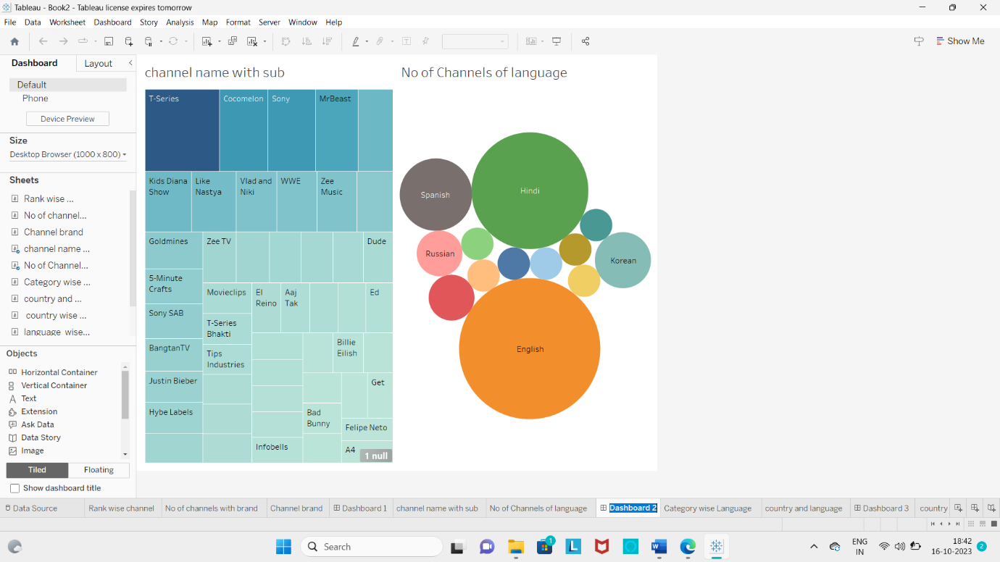 Tableau - Book2 - Tableau license expires tomorrow
File Data Worksheet Dashboard Story Analysis Map Format Server Window Help
Show Me
Dashboard Layout
Default
Phone
Device Preview
Size
Desktop Browser (1000 x 800)
Sheets
Rank wise ...
No of channel...
Channel brand
channel name ...
No of Channel...
Category wise ...
country and ...
country wise ...
language wise...
Objects
Horizontal Container
Vertical Container
Text
Extension
Ask Data
Data Story
Image
Tiled Floating
Show dashboard title
channel name with sub
T-Series
Cocomelon
Sony
MrBeast
Kids Diana
Show
Like
Nastya
Vlad and
Niki
WWE
Zee
Music
Goldmines
Zee TV
Dude
5-Minute
Crafts
Movieclips
El
Reino
Aaj
Tak
Ed
Sony SAB
T-Series
Bhakti
BangtanTV
Tips
Industries
Billie
Eilish
Justin Bieber
Get
Hybe Labels
Bad
Bunny
Felipe Neto
Infobells
A4
1 null
No of Channels of language
Hindi
Spanish
Russian
Korean
English
Data Source Rank wise channel No of channels with brand Channel brand Dashboard 1 channel name with sub No of Channels of language Dashboard 2 Category wise Language country and language Dashboard 3 country
Search
1
L
W
ENG
IN
18:42
16-10-2023
2